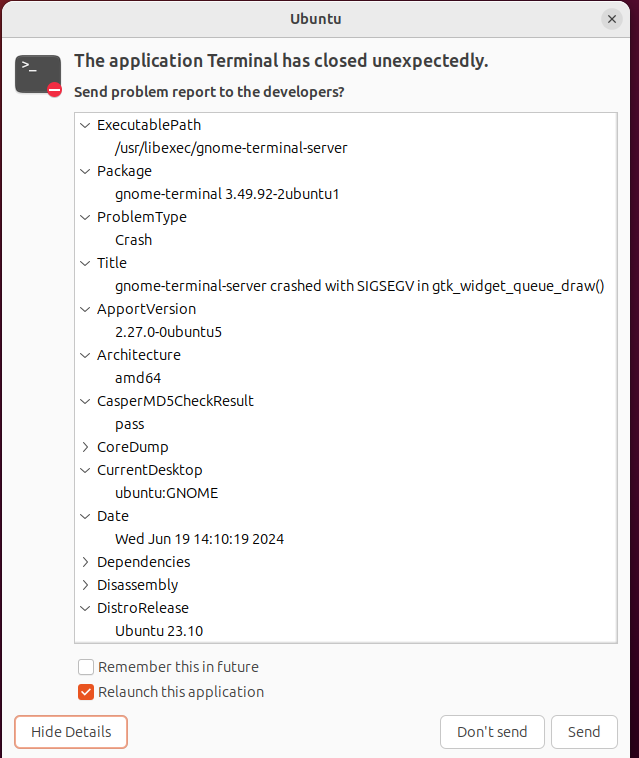 Ubuntu
>_
The application Terminal has closed unexpectedly.
Send problem report to the developers?
ExecutablePath
/usr/libexec/gnome-terminal-server
Package
gnome-terminal 3.49.92-2ubuntu1
ProblemType
Crash
Title
gnome-terminal-server crashed with SIGSEGV in gtk_widget_queue_draw()
ApportVersion
2.27.0-0ubuntu5
Architecture
amd64
CasperMD5CheckResult
pass
CoreDump
CurrentDesktop
ubuntu:GNOME
Date
Wed Jun 19 14:10:19 2024
Dependencies
Disassembly
DistroRelease
Ubuntu 23.10
Remember this in future
Relaunch this application
Hide Details
Don't send
Send